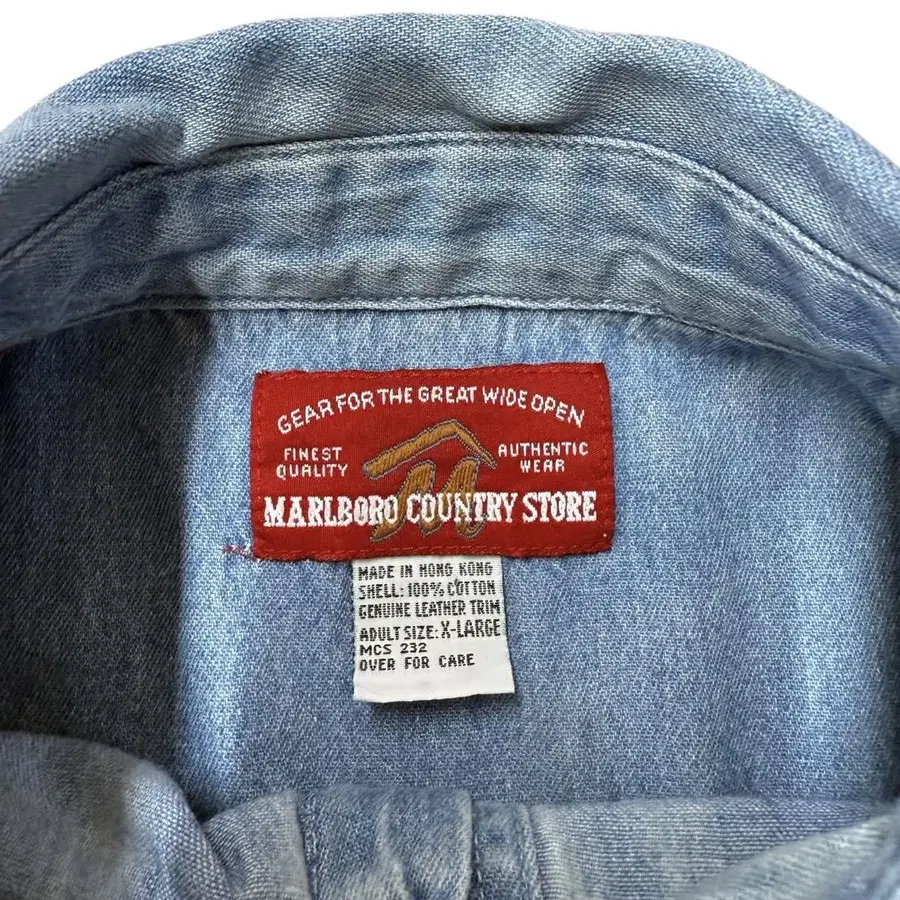 GEAR FOR THE GREAT WIDE OPEN
FINEST QUALITY
AUTHENTIC WEAR
M
MARLBORO COUNTRY STORE
MADE IN HONG KONG
SHELL: 100% COTTON
GENUINE LEATHER TRIM
ADULT SIZE: X-LARGE
MCS 232
OVER FOR CARE